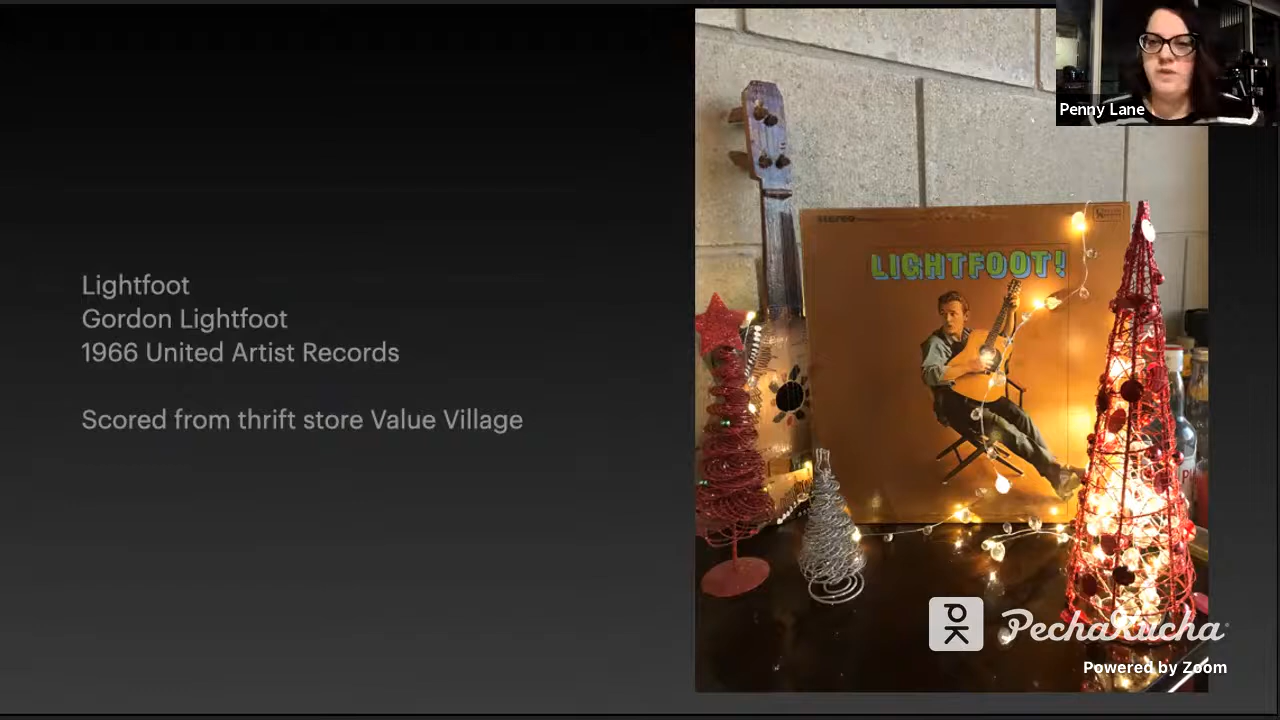 Lightfoot
Gordon Lightfoot
1966 United Artist Records
Scored from thrift store Value Village
Stereo
LIGHTFOOT!
Penny Lane
PK
PechaKucha
Powered by Zoom